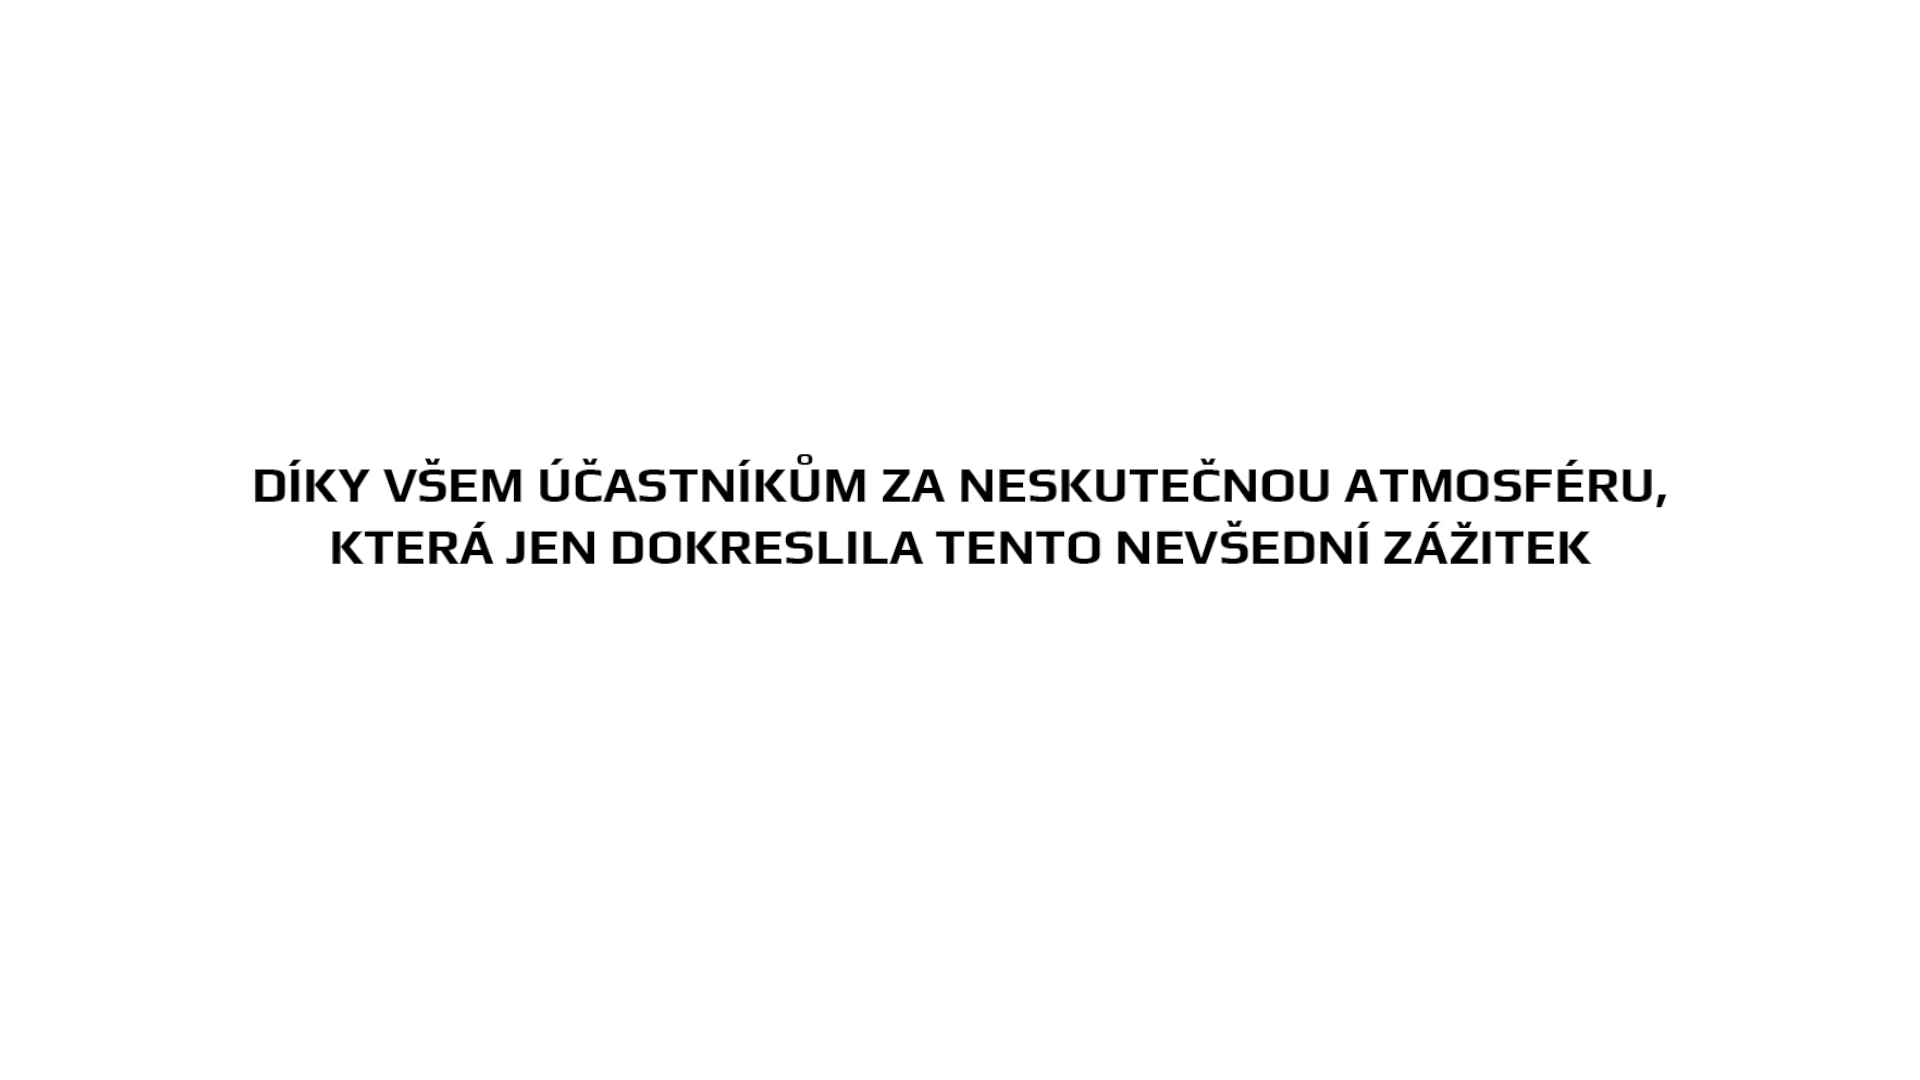 DÍKY VŠEM ÚČASTNÍKŮM ZA NESKUTEČNOU ATMOSFÉRU,
KTERÁ JEN DOKRESLILA TENTO NEVŠEDNÍ ZÁŽITEK